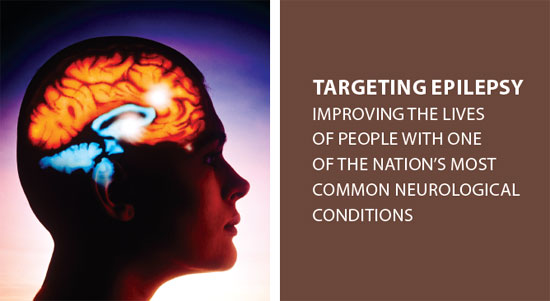 TARGETING EPILEPSY
IMPROVING THE LIVES
OF PEOPLE WITH ONE
OF THE NATION'S MOST
COMMON NEUROLOGICAL
CONDITIONS